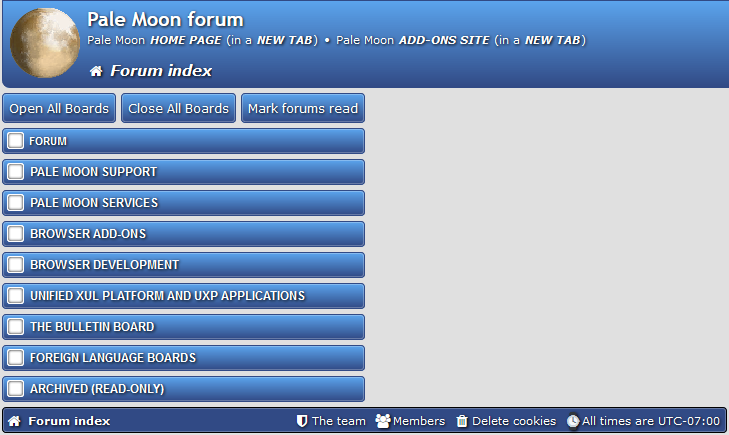 Pale Moon forum
Pale Moon HOME PAGE (in a NEW TAB) • Pale Moon ADD-ONS SITE (in a NEW TAB)
Forum index
Open All Boards Close All Boards Mark forums read
FORUM
PALE MOON SUPPORT
PALE MOON SERVICES
BROWSER ADD-ONS
BROWSER DEVELOPMENT
UNIFIED XUL PLATFORM AND UXP APPLICATIONS
THE BULLETIN BOARD
FOREIGN LANGUAGE BOARDS
ARCHIVED (READ-ONLY)
Forum index The team Members Delete cookies All times are UTC-07:00